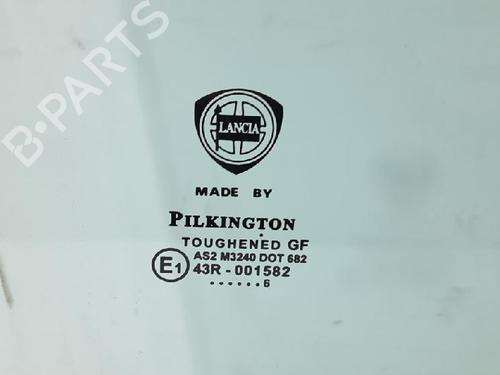 B-PARTS
LANCIA
MADE BY
PILKINGTON
TOUGHENED GF
AS2 M3240 DOT 682
E1 43R - 001582
......6